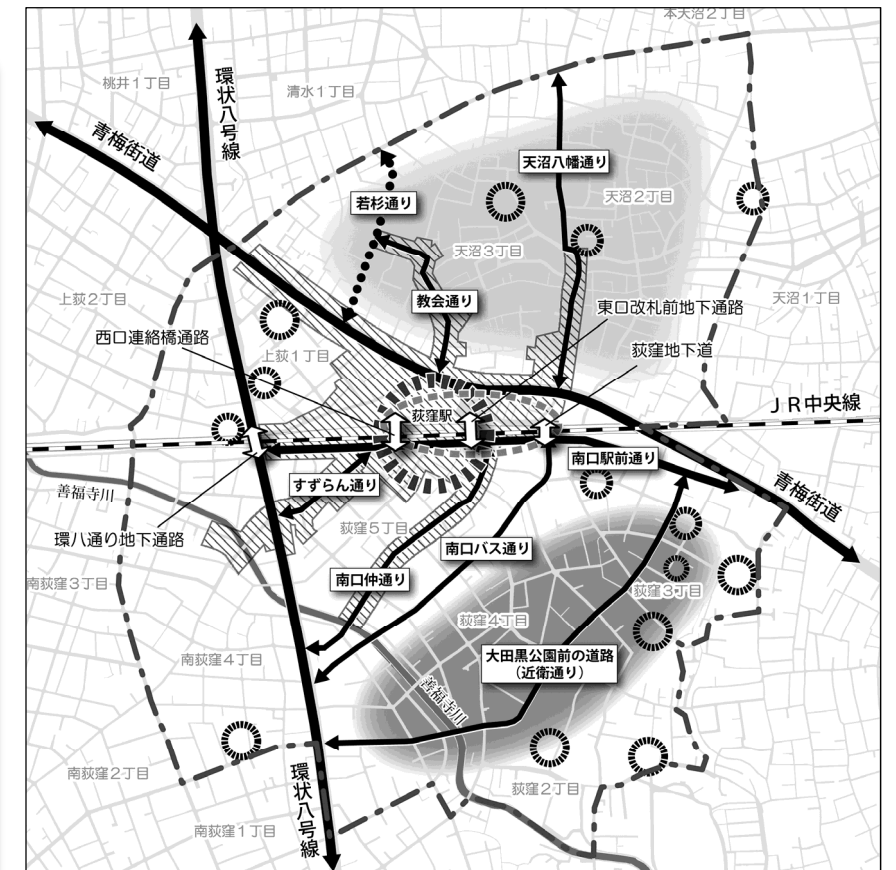 本天沼２丁目
環状八号線
桃井１丁目
清水１丁目
青梅街道
天沼八幡通り
若杉通り
天沼２丁目
天沼３丁目
上荻２丁目
教会通り
東口改札前地下通路
天沼１丁目
西口連絡橋通路
上荻１丁目
荻窪地下道
荻窪駅
ＪＲ中央線
南口駅前通り
すずらん通り
善福寺川
青梅街道
荻窪５丁目
環八通り地下通路
南口バス通り
南口仲通り
南荻窪３丁目
荻窪３丁目
荻窪４丁目
南荻窪４丁目
大田黒公園前の道路
（近衛通り）
善福寺川
南荻窪２丁目
環状八号線
荻窪２丁目
南荻窪１丁目